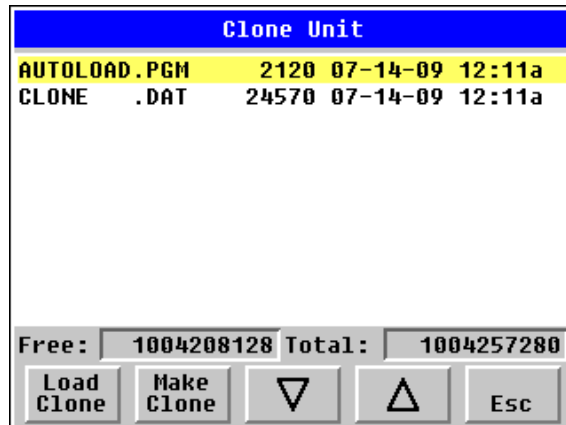 Clone Unit
AUTOLOAD.PGM 2120 07-14-09 12:11a
CLONE .DAT 24570 07-14-09 12:11a
Free: 1004208128 Total: 1004257280
Load Clone Make Clone ▽ △ Esc